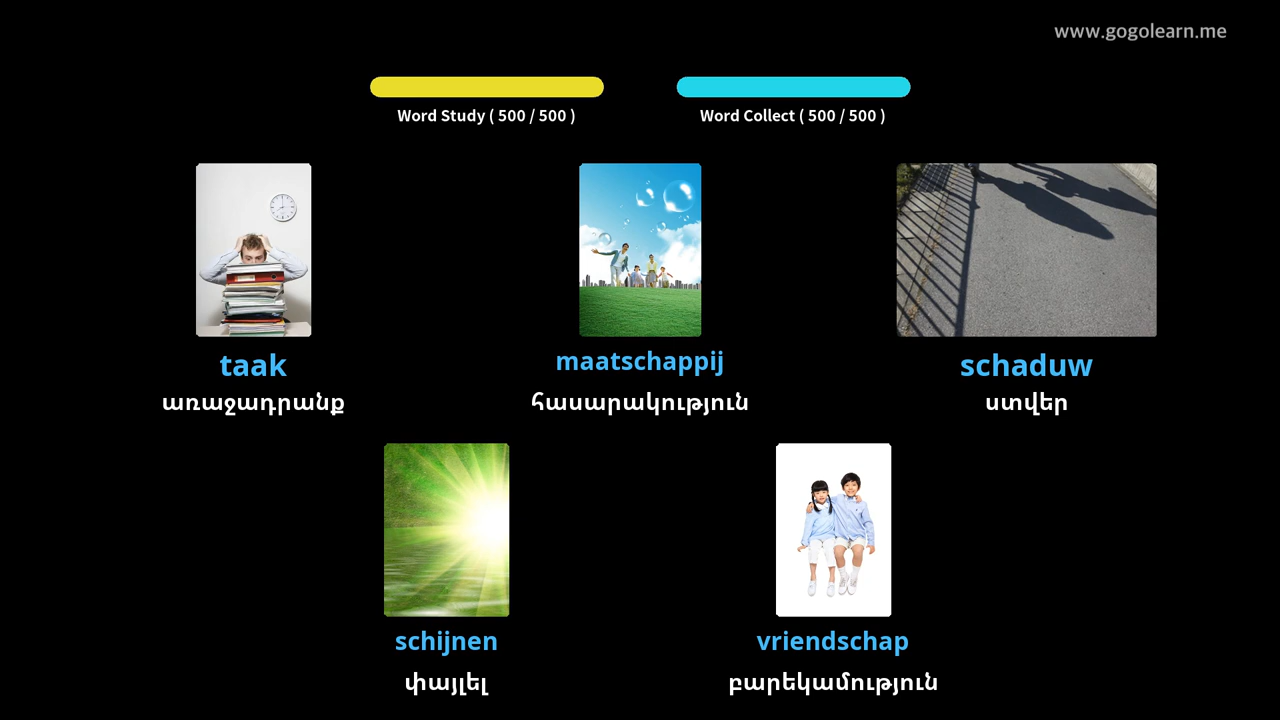 www.gogolearn.me
Word Study ( 500 / 500 )
Word Collect ( 500 / 500 )
taak
maatschappij
schaduw
առաջադրանք
հասարակություն
ստվեր
schijnen
vriendschap
փայլել
բարեկամություն